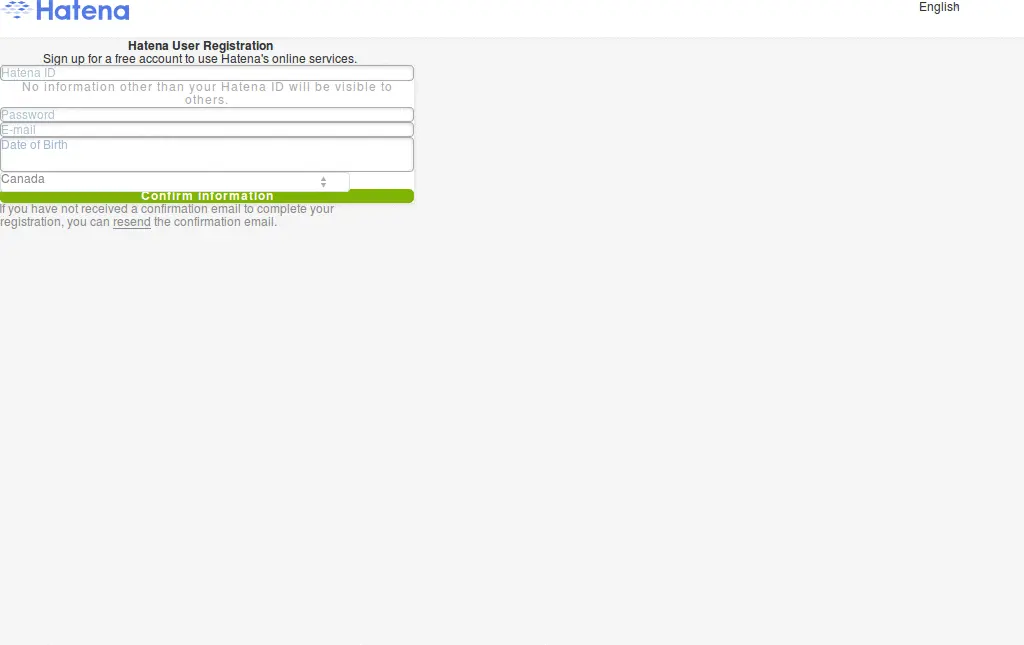 Hatena
English
Hatena User Registration
Sign up for a free account to use Hatena's online services.
Hatena ID
No information other than your Hatena ID will be visible to
others.
Password
E-mail
Date of Birth
Canada
Confirm Information
If you have not received a confirmation email to complete your
registration, you can resend the confirmation email.